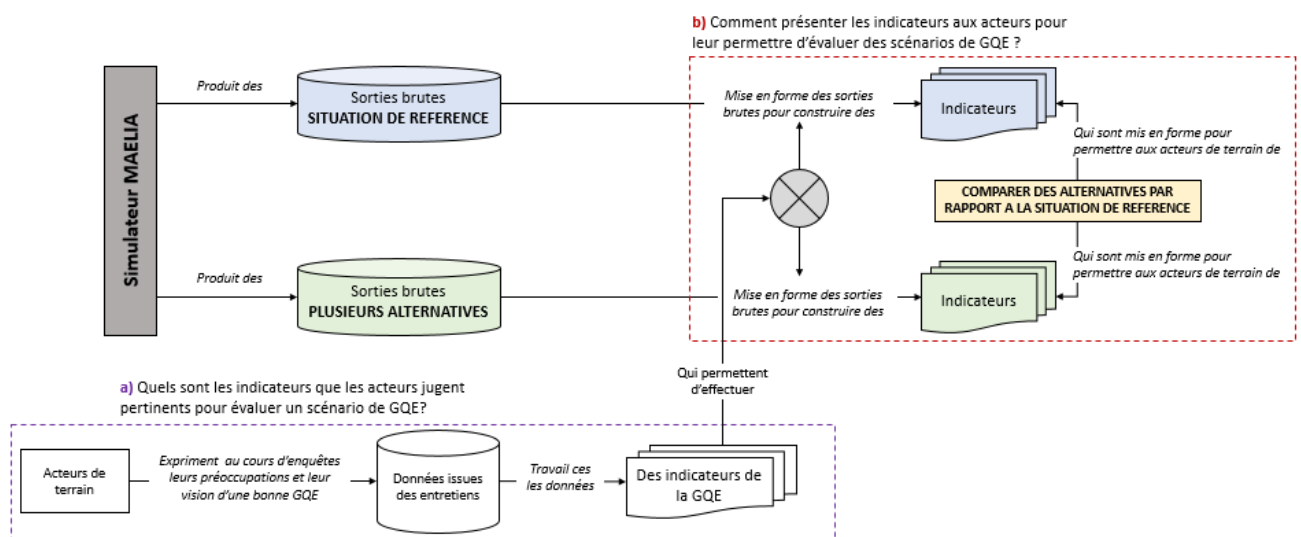 b) Comment présenter les indicateurs aux acteurs pour
leur permettre d'évaluer des scénarios de GQE ?
Simulateur MAELIA
Produit des
Sorties brutes
SITUATION DE REFERENCE
Mise en forme des sorties
brutes pour construire des
Indicateurs
Qui sont mis en forme pour
permettre aux acteurs de terrain de
COMPARER DES ALTERNATIVES PAR
RAPPORT A LA SITUATION DE REFERENCE
Produit des
Sorties brutes
PLUSIEURS ALTERNATIVES
Mise en forme des sorties
brutes pour construire des
Indicateurs
Qui sont mis en forme pour
permettre aux acteurs de terrain de
Qui permettent
d'effectuer
a) Quels sont les indicateurs que les acteurs jugent
pertinents pour évaluer un scénario de GQE?
Acteurs de
terrain
Expriment au cours d'enquêtes
leurs préoccupations et leur
vision d'une bonne GQE
Données issues
des entretiens
Travail ces
les données
Des indicateurs de
la GQE